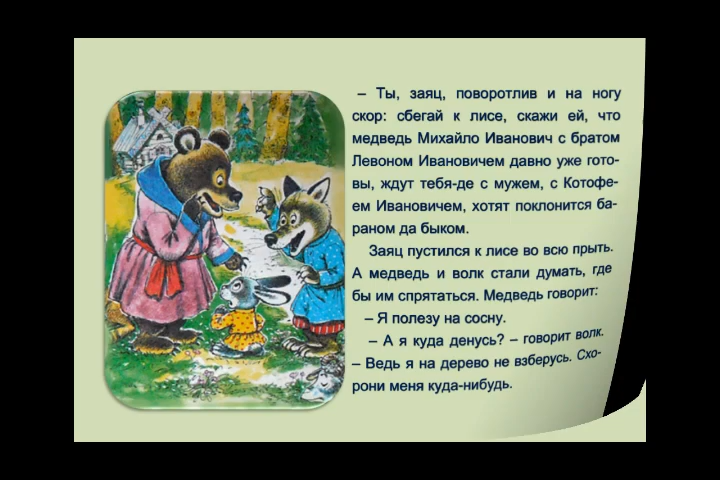 – Ты, заяц, поворотлив и на ногу
скор: сбегай к лисе, скажи ей, что
медведь Михайло Иванович с братом
Левоном Ивановичем давно уже гото-
вы, ждут тебя-де с мужем, с Котофе-
ем Ивановичем, хотят поклонится ба-
раном да быком.
Заяц пустился к лисе во всю прыть.
А медведь и волк стали думать, где
бы им спрятаться. Медведь говорит:
– Я полезу на сосну.
– А я куда денусь? – говорит волк.
– Ведь я на дерево не взберусь. Схо-
рони меня куда-нибудь.